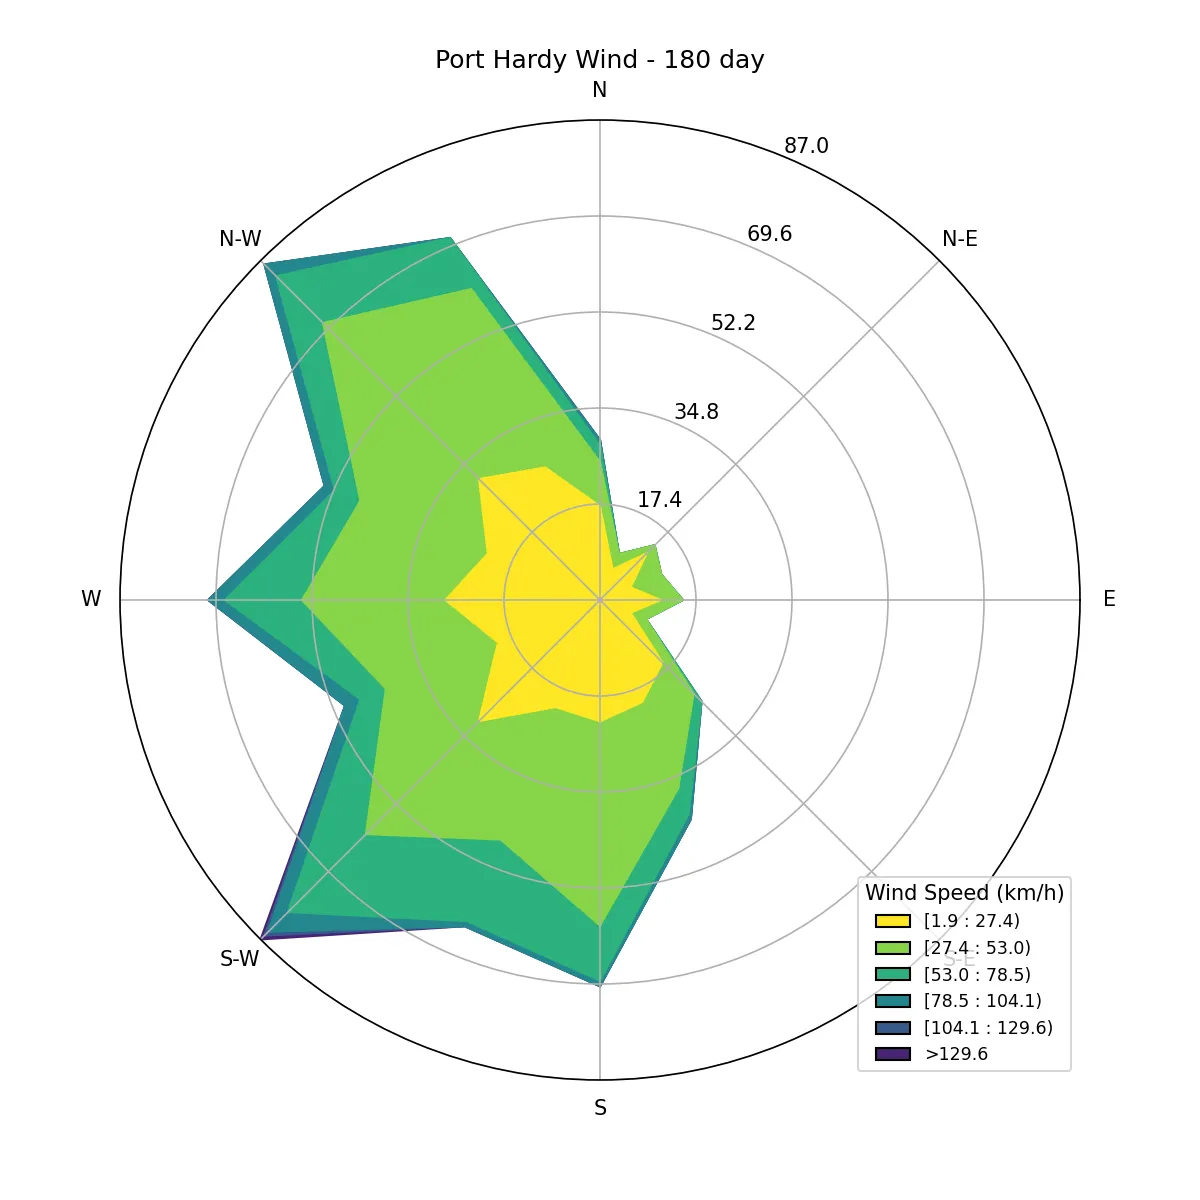 Port Hardy Wind - 180 day
N
87.0
N-W
69.6
N-E
52.2
34.8
17.4
W
E
Wind Speed (km/h)
[1.9 : 27.4)
[27.4 : 53.0)
S-W
S-E
[53.0 : 78.5)
[78.5 : 104.1)
[104.1 : 129.6)
>129.6
S